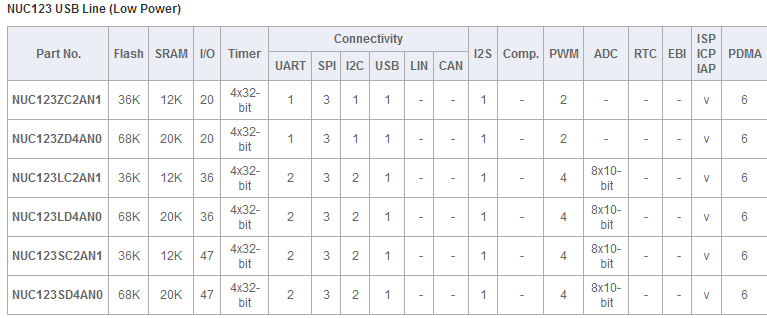 NUC123 USB Line (Low Power)
Part No. Flash SRAM I/O Timer Connectivity I2S Comp. PWM ADC RTC EBI ISP ICP IAP PDMA
UART SPI I2C USB LIN CAN
NUC123ZC2AN1 36K 12K 20 4x32-bit 1 3 1 1 - - 1 - 2 - - - v 6
NUC123ZD4AN0 68K 20K 20 4x32-bit 1 3 1 1 - - 1 - 2 - - - v 6
NUC123LC2AN1 36K 12K 36 4x32-bit 2 3 2 1 - - 1 - 4 8x10-bit - - v 6
NUC123LD4AN0 68K 20K 36 4x32-bit 2 3 2 1 - - 1 - 4 8x10-bit - - v 6
NUC123SC2AN1 36K 12K 47 4x32-bit 2 3 2 1 - - 1 - 4 8x10-bit - - v 6
NUC123SD4AN0 68K 20K 47 4x32-bit 2 3 2 1 - - 1 - 4 8x10-bit - - v 6